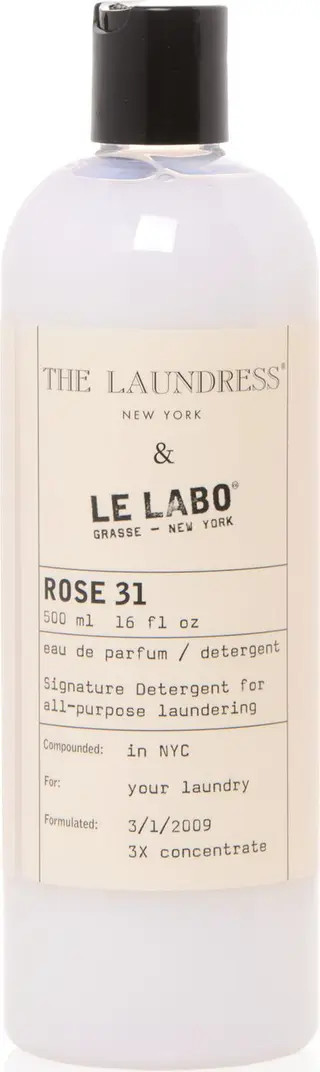 THE LAUNDRESS®
NEW YORK
&
LE LABO®
GRASSE — NEW YORK
ROSE 31
500 ml 16 fl oz
eau de parfum / detergent
Signature Detergent for
all-purpose laundering
Compounded: in NYC
For: your laundry
Formulated: 3/1/2009
3X concentrate